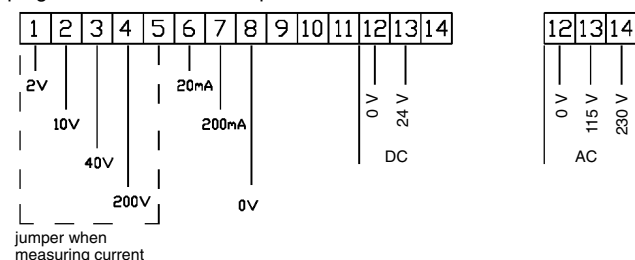 1 2 3 4 5 6 7 8 9 10 11 12 13 14
12 13 14
2V
10V
40V
200V
20mA
200mA
0V
0 V
24 V
DC
0 V
115 V
230 V
AC
jumper when
measuring current